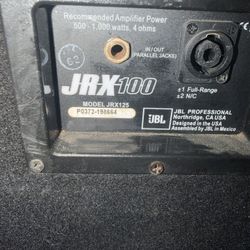 Recommended Amplifier Power
500 - 1,000 watts, 4 ohms
IN/OUT
(PARALLEL JACKS)
JRX100
MODEL JRX125
P0373-198664
±1 Full-Range
±2 N/C
JBL
JBL PROFESSIONAL
Northridge, CA USA
Designed in the USA
Assembled by JBL in Mexico